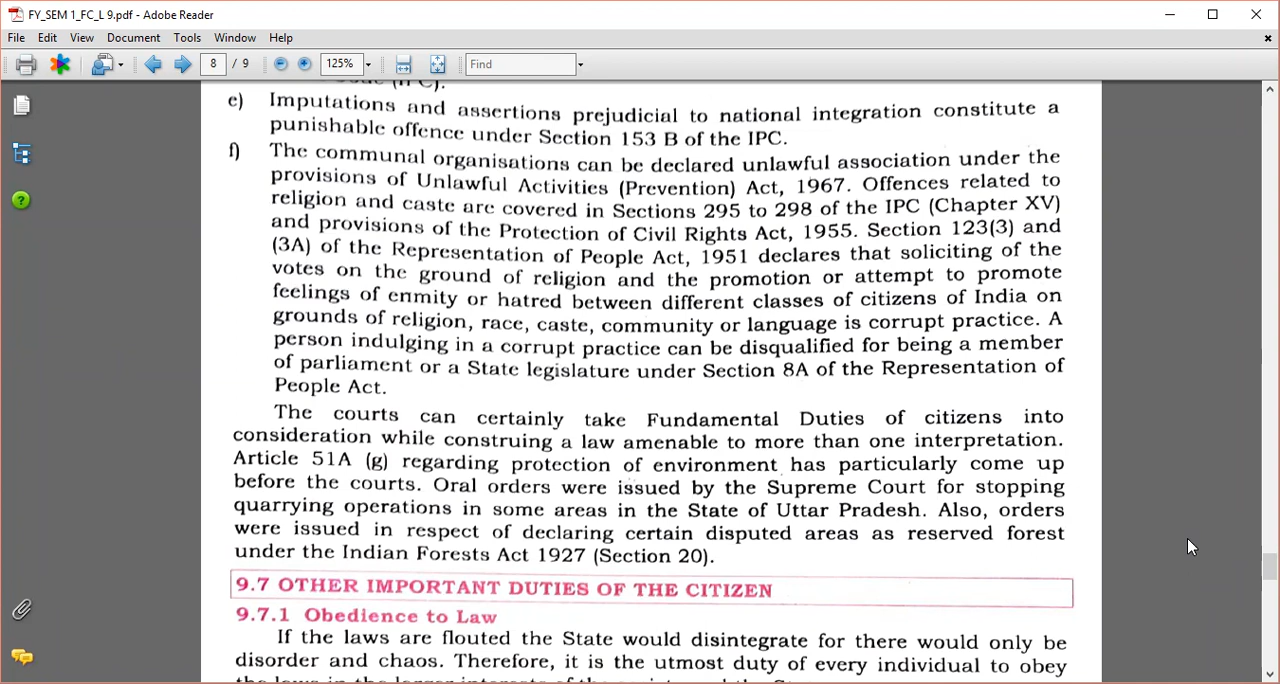 FY_SEM 1_FC_L 9.pdf - Adobe Reader
File Edit View Document Tools Window Help
8 / 9 125% Find
e) Imputations and assertions prejudicial to national integration constitute a
punishable offence under Section 153 B of the IPC.
f) The communal organisations can be declared unlawful association under the
provisions of Unlawful Activities (Prevention) Act, 1967. Offences related to
religion and caste are covered in Sections 295 to 298 of the IPC (Chapter XV)
and provisions of the Protection of Civil Rights Act, 1955. Section 123(3) and
(3A) of the Representation of People Act, 1951 declares that soliciting of the
votes on the ground of religion and the promotion or attempt to promote
feelings of enmity or hatred between different classes of citizens of India on
grounds of religion, race, caste, community or language is corrupt practice. A
person indulging in a corrupt practice can be disqualified for being a member
of parliament or a State legislature under Section 8A of the Representation of
People Act.
The courts can certainly take Fundamental Duties of citizens into
consideration while construing a law amenable to more than one interpretation.
Article 51A (g) regarding protection of environment has particularly come up
before the courts. Oral orders were issued by the Supreme Court for stopping
quarrying operations in some areas in the State of Uttar Pradesh. Also, orders
were issued in respect of declaring certain disputed areas as reserved forest
under the Indian Forests Act 1927 (Section 20).
9.7 OTHER IMPORTANT DUTIES OF THE CITIZEN
9.7.1 Obedience to Law
If the laws are flouted the State would disintegrate for there would only be
disorder and chaos. Therefore, it is the utmost duty of every individual to obey